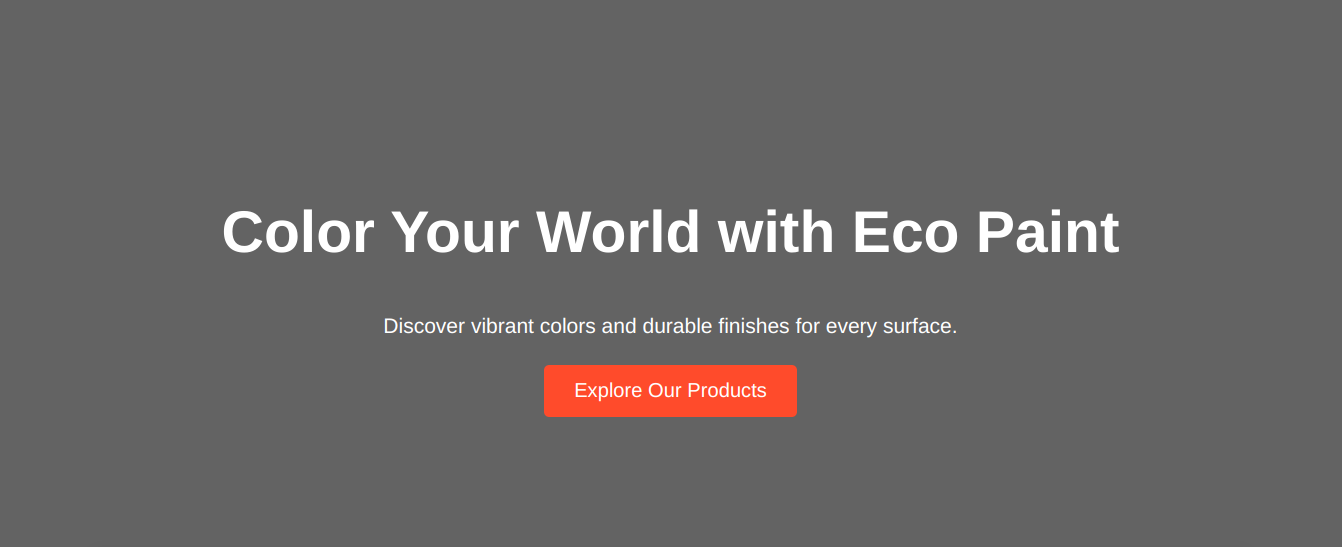 Color Your World with Eco Paint
Discover vibrant colors and durable finishes for every surface.
Explore Our Products